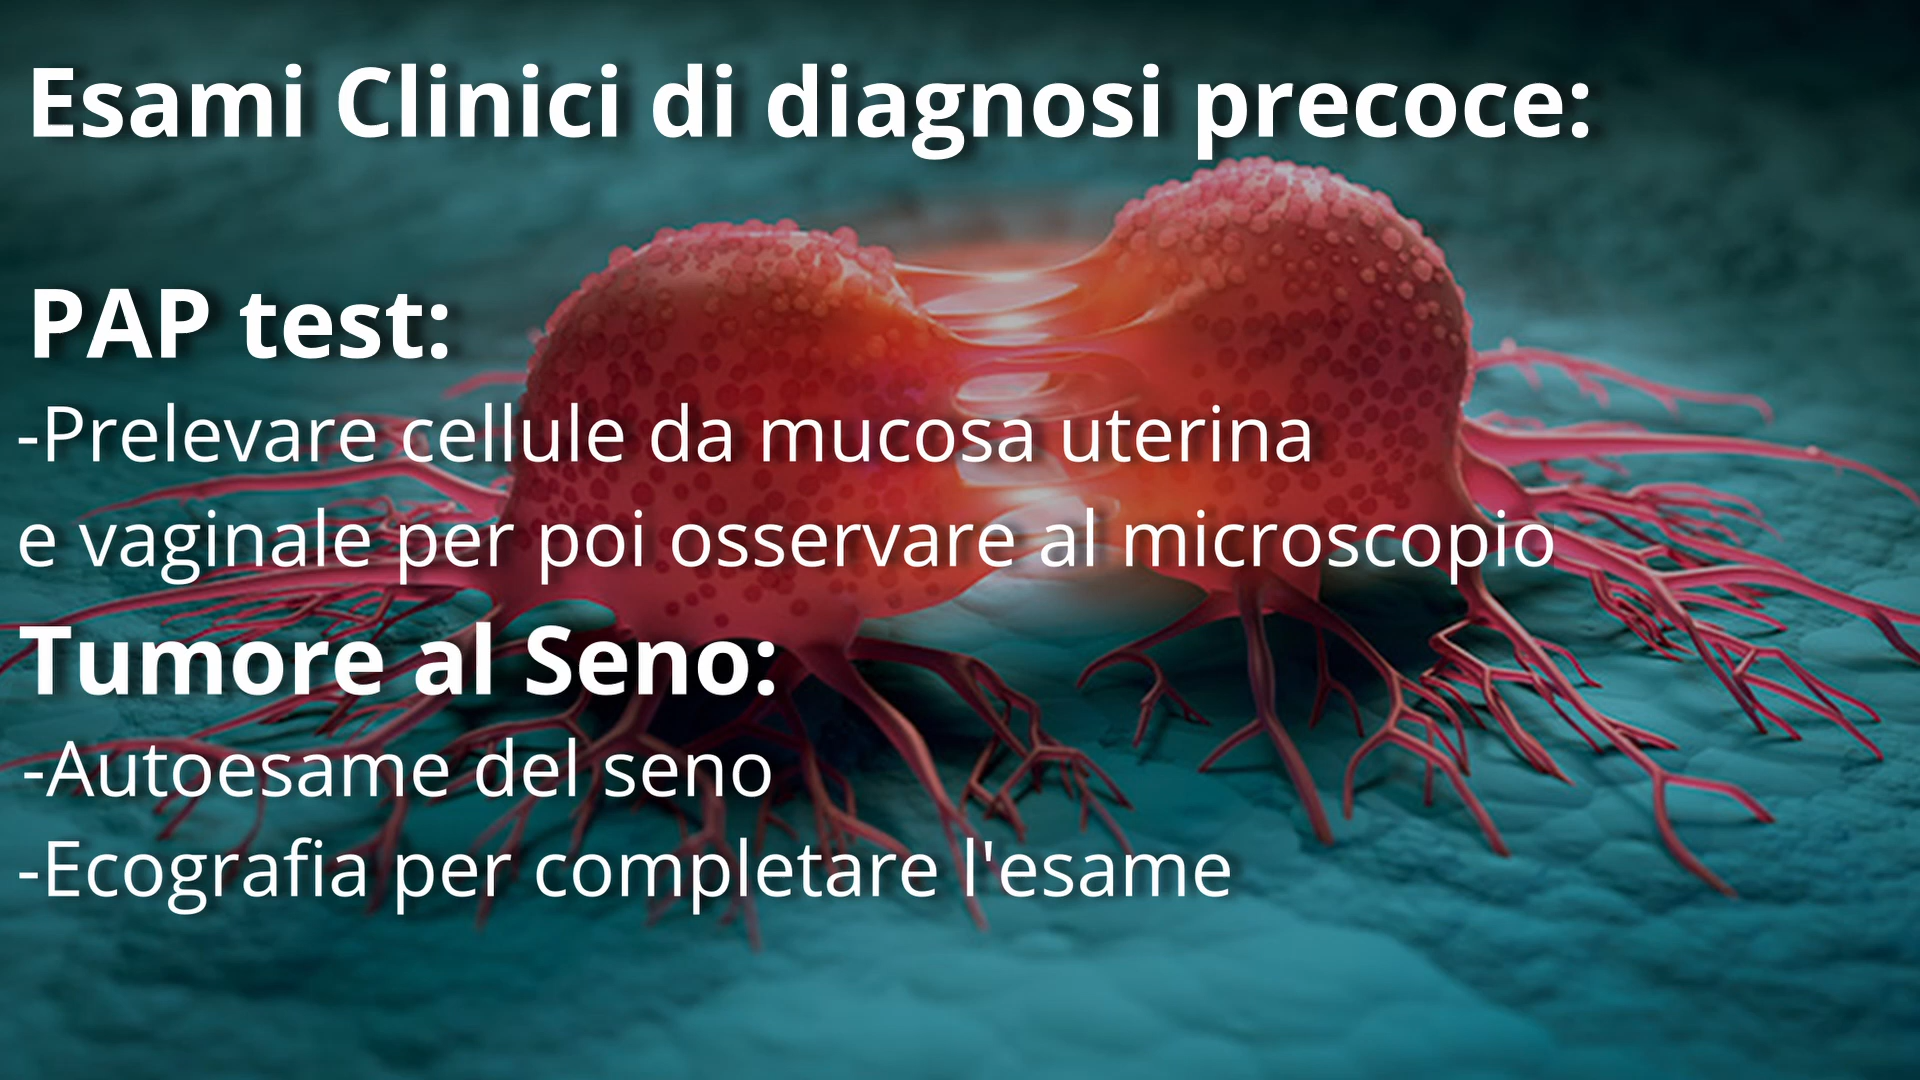 Esami Clinici di diagnosi precoce:
PAP test:
-Prelevare cellule da mucosa uterina
e vaginale per poi osservare al microscopio
Tumore al Seno:
-Autoesame del seno
-Ecografia per completare l'esame